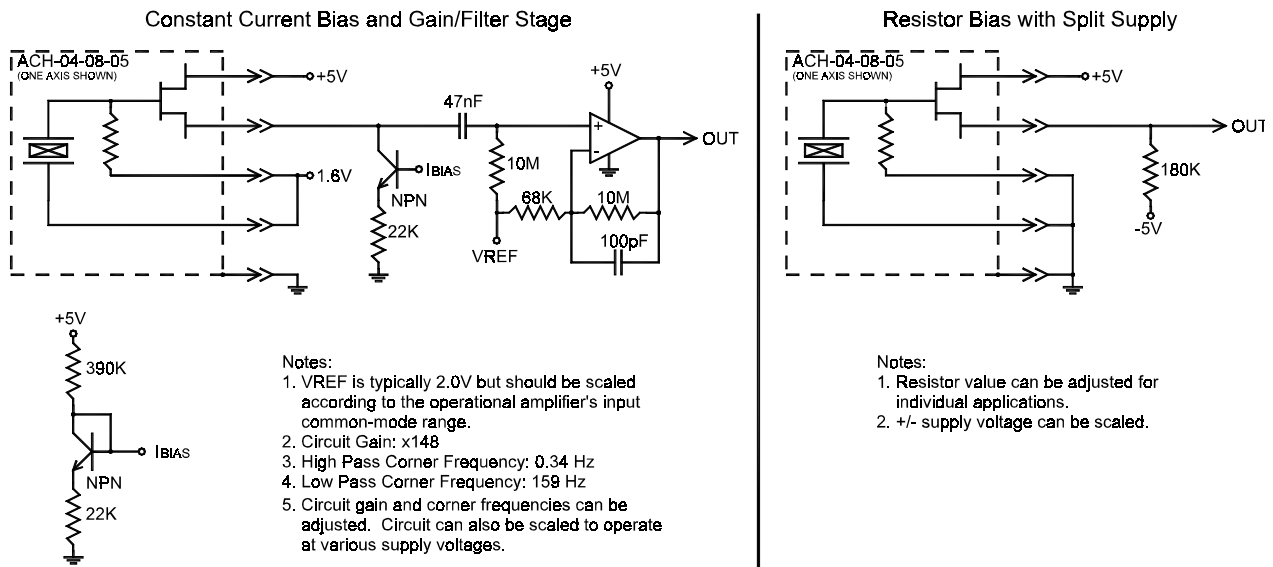 Constant Current Bias and Gain/Filter Stage
ACH-04-08-05
(ONE AXIS SHOWN)
+5V
+5V
47nF
+
-
OUT
10M
IBIAS
1.6V
NPN
68K
10M
22K
VREF
100pF
+5V
390K
IBIAS
NPN
22K
Notes:
1. VREF is typically 2.0V but should be scaled
according to the operational amplifier's input
common-mode range.
2. Circuit Gain: x148
3. High Pass Corner Frequency: 0.34 Hz
4. Low Pass Corner Frequency: 159 Hz
5. Circuit gain and corner frequencies can be
adjusted. Circuit can also be scaled to operate
at various supply voltages.
Resistor Bias with Split Supply
ACH-04-08-05
(ONE AXIS SHOWN)
+5V
OUT
180K
-5V
Notes:
1. Resistor value can be adjusted for
individual applications.
2. +/- supply voltage can be scaled.